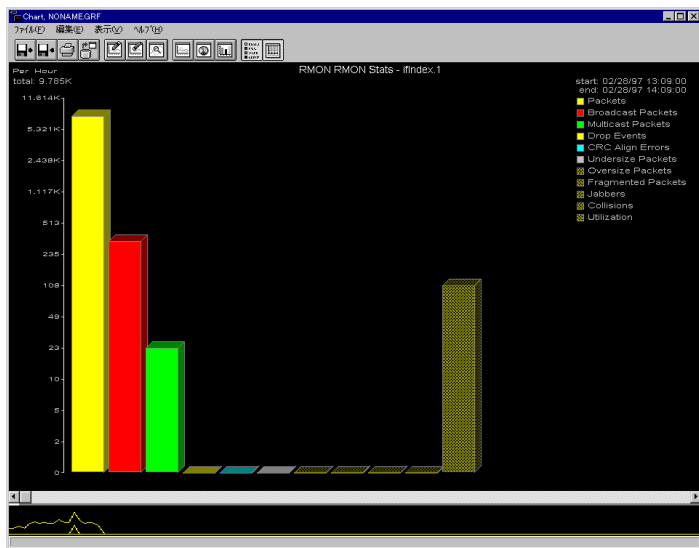 Chart, NONAME.GRF
ﾌｧｲﾙ(F) 編集(E) 表示(V) ﾍﾙﾌﾟ(H)
Per Hour
total: 9.785K
RMON RMON Stats - ifIndex.1
start: 02/28/97 13:09:00
end: 02/28/97 14:09:00
Packets
Broadcast Packets
Multicast Packets
Drop Events
CRC Align Errors
Undersize Packets
Oversize Packets
Fragmented Packets
Jabbers
Collisions
Utilization
11.614K
5.321K
2.438K
1.117K
513
235
108
49
23
10
5
2
0